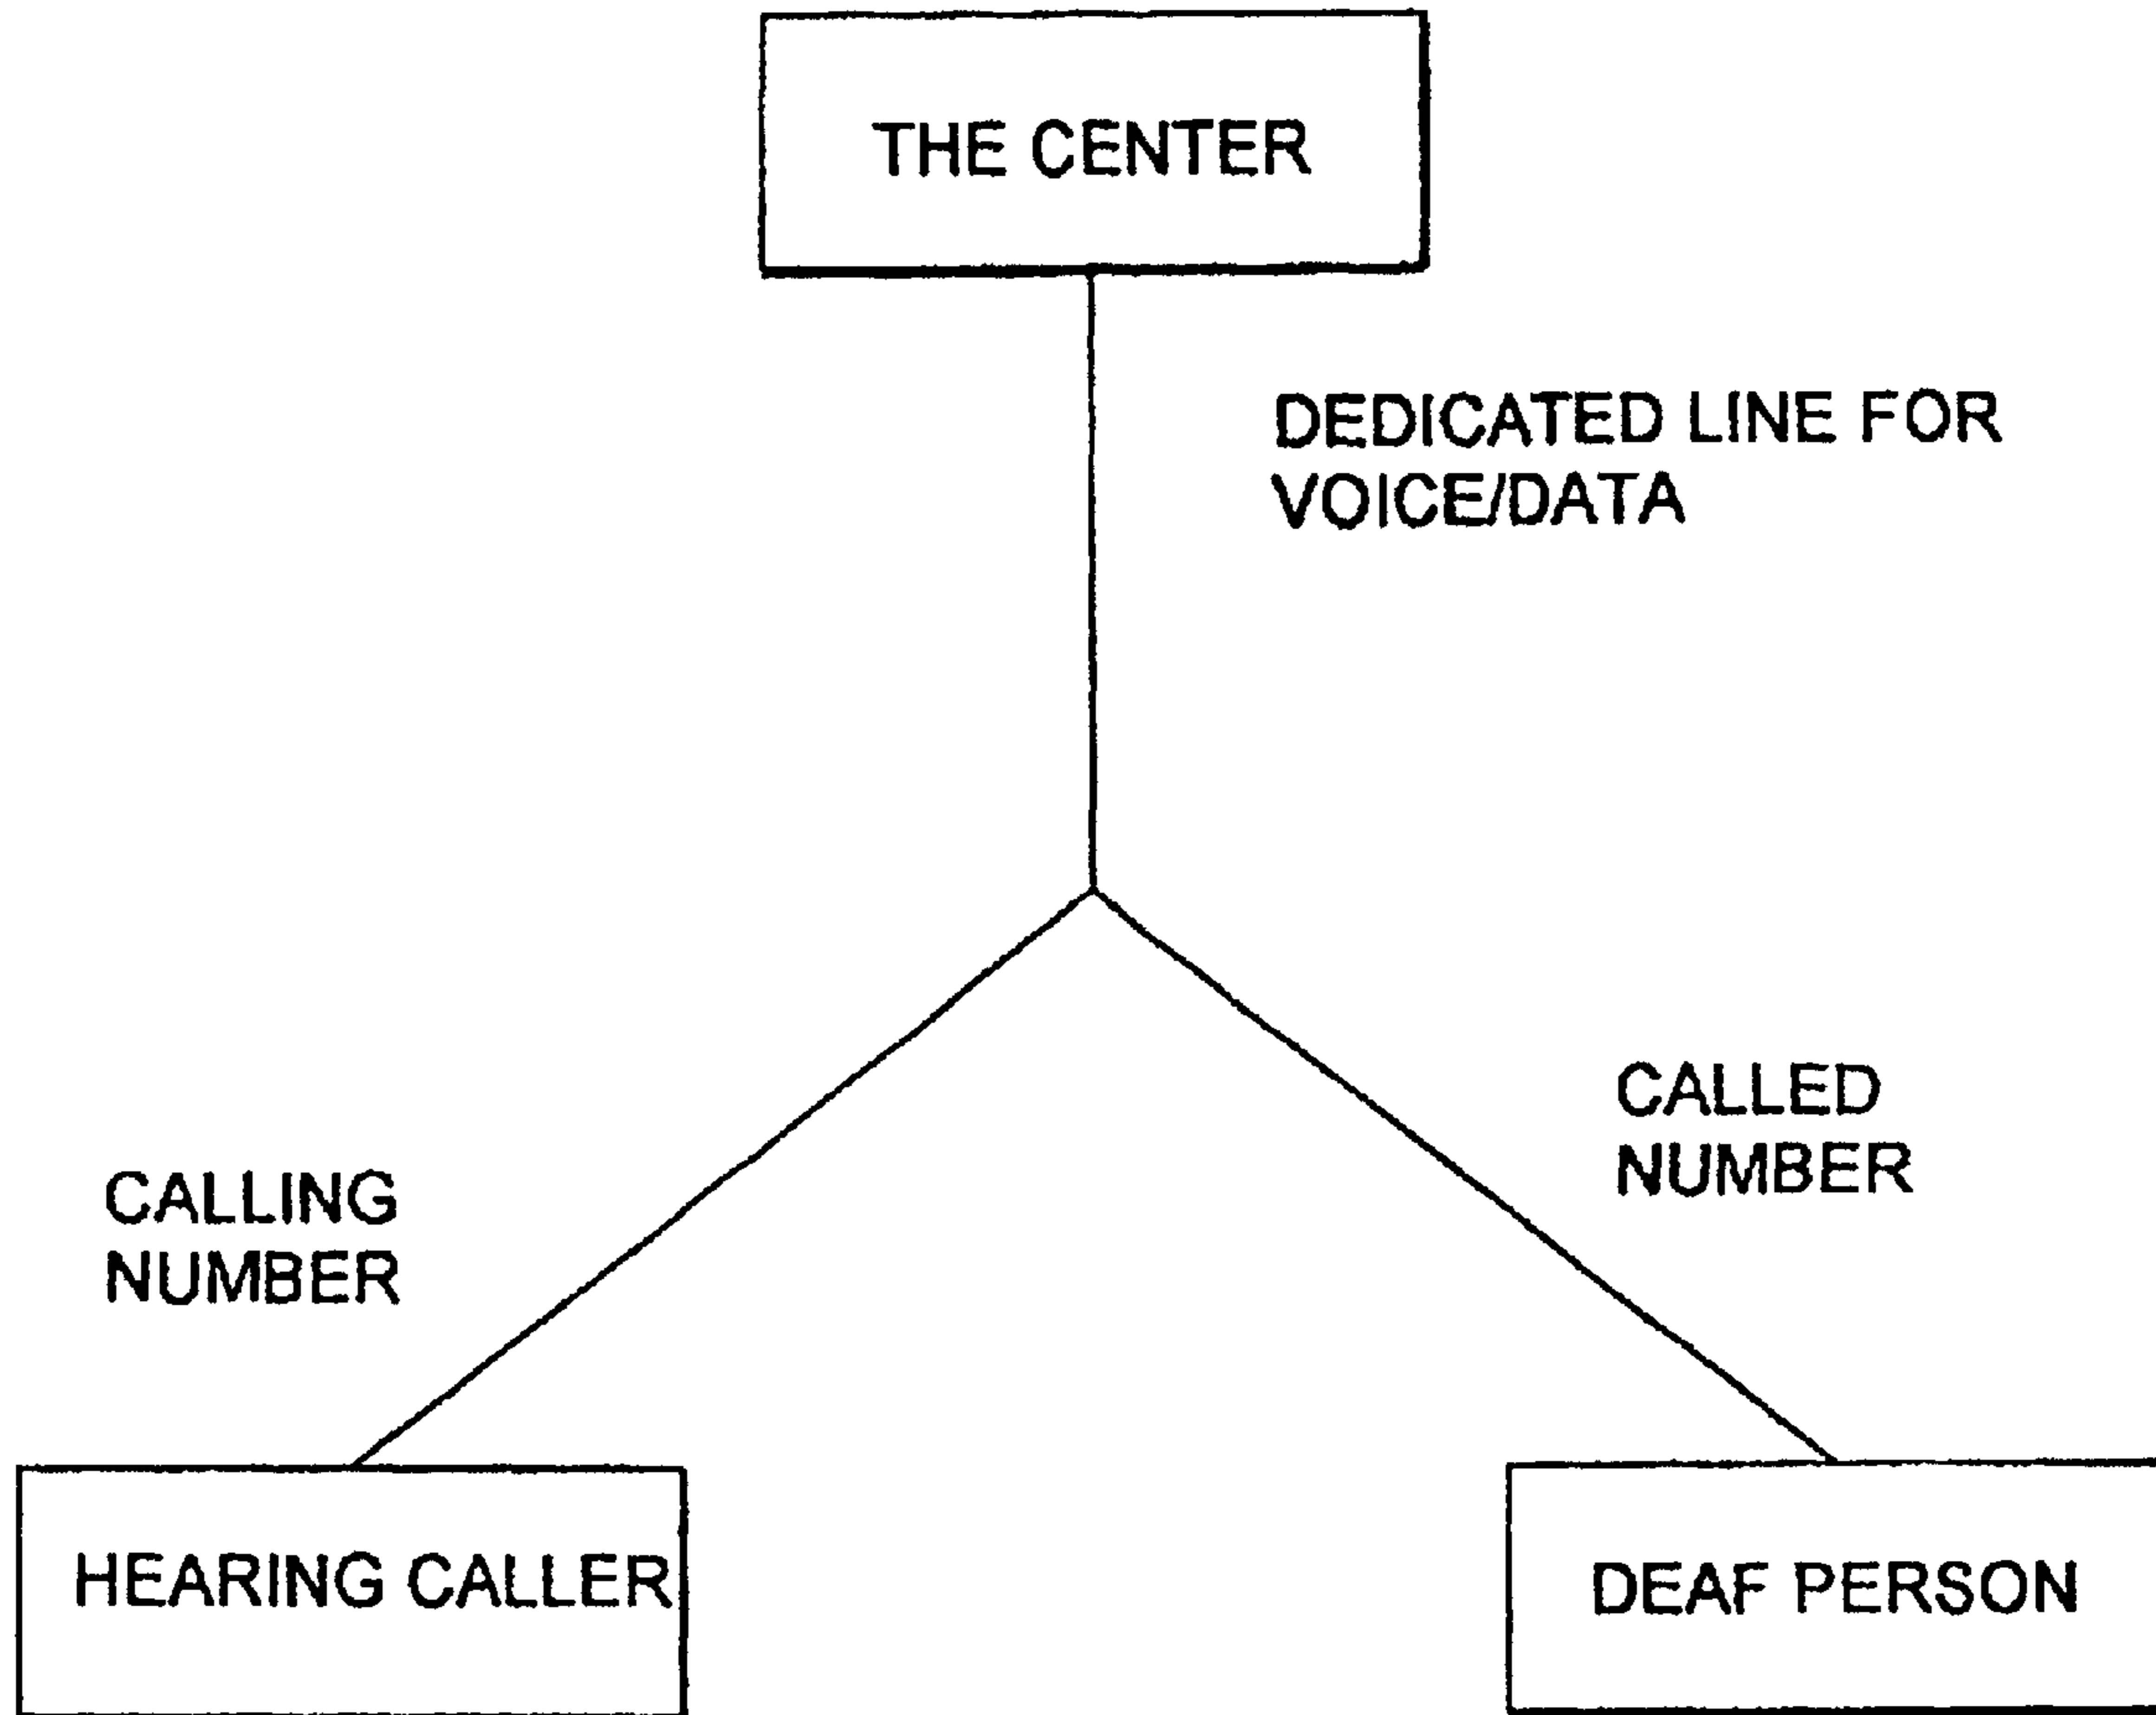 THE CENTER
DEDICATED LINE FOR
VOICE/DATA
CALLED
NUMBER
CALLING
NUMBER
HEARING CALLER
DEAF PERSON